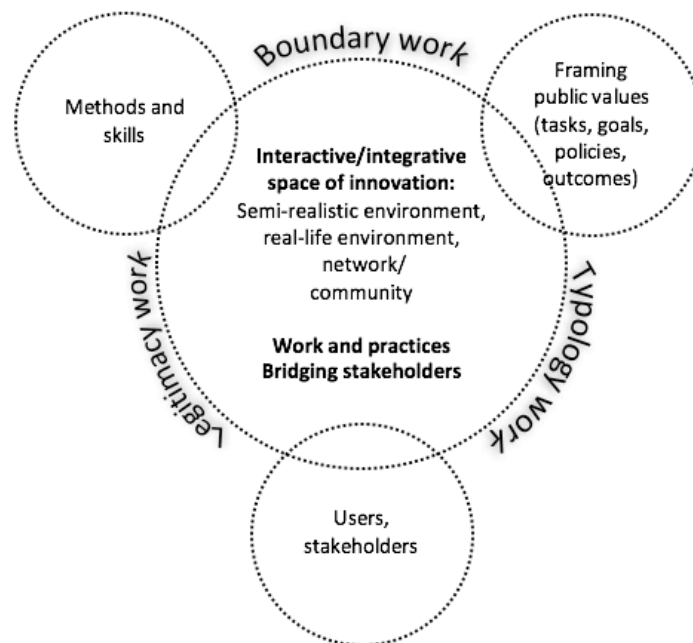 Boundary work
Methods and
skills
Framing
public values
(tasks, goals,
policies,
outcomes)
Interactive/integrative
space of innovation:
Semi-realistic environment,
real-life environment,
network/
community
Work and practices
Bridging stakeholders
Legitimacy work
Typology work
Users,
stakeholders